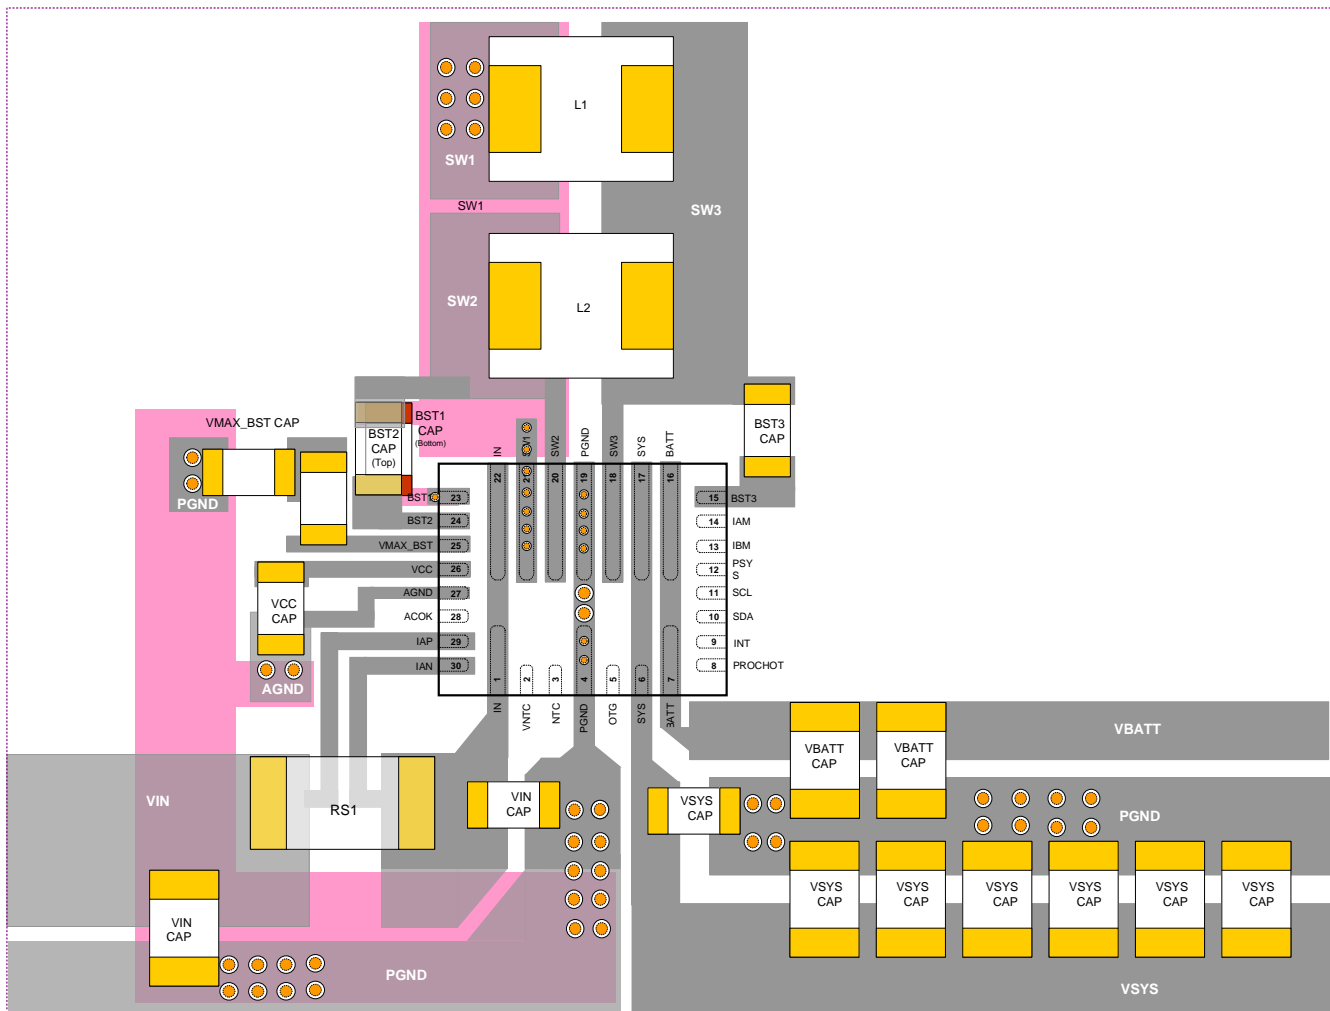 L1
SW1
SW1
SW3
SW2
L2
VMAX_BST CAP
BST1
CAP
(Bottom)
BST2
CAP
(Top)
BST3
CAP
IN
SW1
SW2
PGND
SW3
SYS
BATT
22
21
20
19
18
17
16
PGND
BST1
23
BST2
24
VMAX_BST
25
VCC
26
AGND
27
ACOK
28
IAP
29
IAN
30
15
BST3
14
IAM
13
IBM
12
PSY
S
11
SCL
10
SDA
9
INT
8
PROCHOT
VCC
CAP
AGND
1
2
3
4
5
6
7
IN
VNTC
NTC
PGND
OTG
SYS
BATT
VIN
RS1
VIN
CAP
VSYS
CAP
VBATT
CAP
VBATT
CAP
VBATT
PGND
VIN
CAP
PGND
VSYS
CAP
VSYS
CAP
VSYS
CAP
VSYS
CAP
VSYS
CAP
VSYS
CAP
VSYS